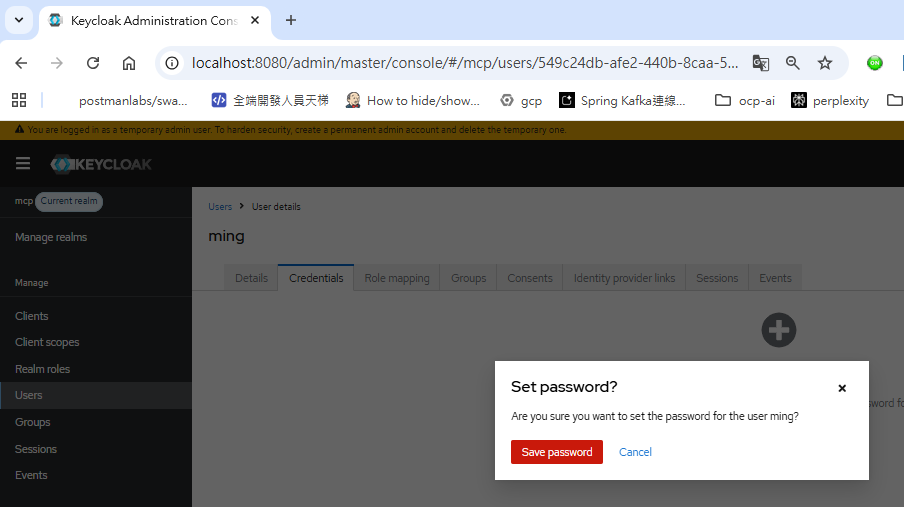 Keycloak Administration Cons
localhost:8080/admin/master/console/#/mcp/users/549c24db-afe2-440b-8caa-5...
postmanlabs/swa... 全端開發人員天梯 How to hide/show... gcp Spring Kafka連線... ocp-ai perplexity
You are logged in as a temporary admin user. To harden security, create a permanent admin account and delete the temporary one.
KEYCLOAK
mcp Current realm
Manage realms
Manage
Clients
Client scopes
Realm roles
Users
Groups
Sessions
Events
Users > User details
ming
Details Credentials Role mapping Groups Consents Identity provider links Sessions Events
Set password?
Are you sure you want to set the password for the user ming?
Save password Cancel